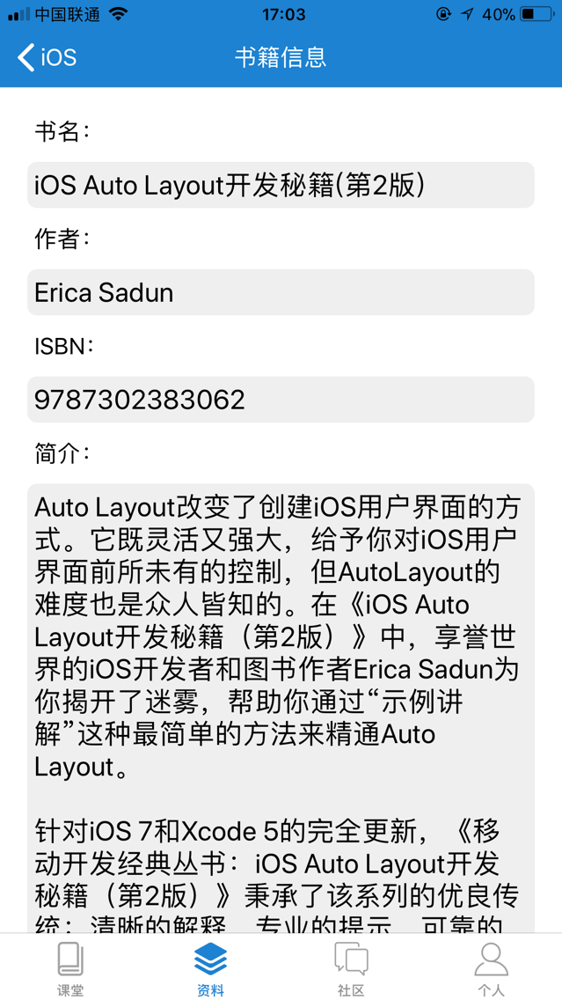 中国联通 17:03 40%
iOS 书籍信息
书名：
iOS Auto Layout开发秘籍(第2版)
作者：
Erica Sadun
ISBN：
9787302383062
简介：
Auto Layout改变了创建iOS用户界面的方
式。它既灵活又强大，给予你对iOS用户
界面前所未有的控制，但AutoLayout的
难度也是众人皆知的。在《iOS Auto
Layout开发秘籍（第2版）》中，享誉世
界的iOS开发者和图书作者Erica Sadun为
你揭开了迷雾，帮助你通过“示例讲
解”这种最简单的方法来精通Auto
Layout。
针对iOS 7和Xcode 5的完全更新，《移
动开发经典丛书：iOS Auto Layout开发
秘籍（第2版）》秉承了该系列的优良传
统：清晰的解释、专业的提示、可靠的
课堂 资料 社区 个人